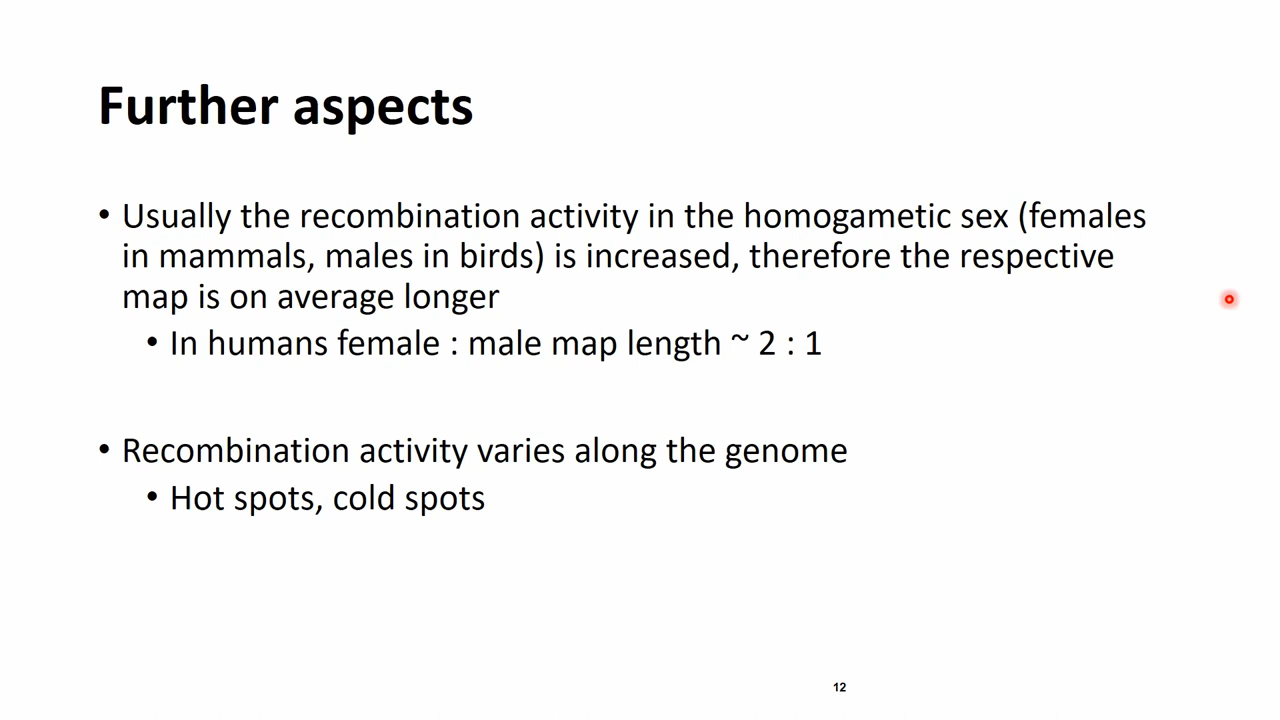 Further aspects
• Usually the recombination activity in the homogametic sex (females
in mammals, males in birds) is increased, therefore the respective
map is on average longer
• In humans female : male map length ~ 2 : 1
• Recombination activity varies along the genome
• Hot spots, cold spots
12